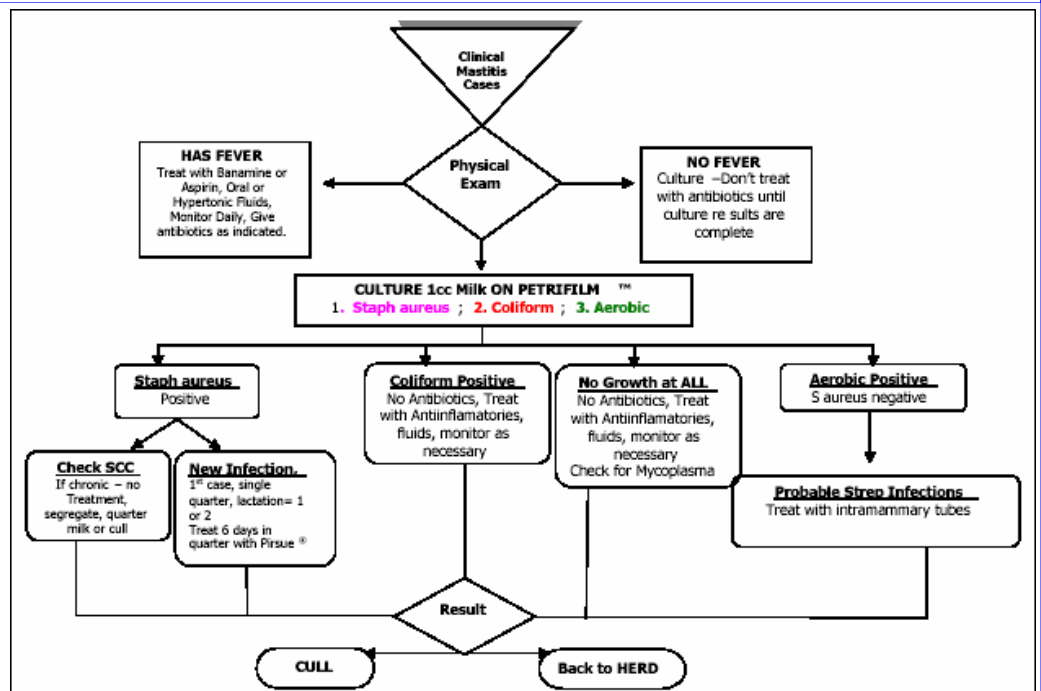 Clinical
Mastitis
Cases
HAS FEVER
Treat with Banamine or
Aspirin, Oral or
Hypertonic Fluids,
Monitor Daily, Give
antibiotics as indicated.
Physical
Exam
NO FEVER
Culture –Don't treat
with antibiotics until
culture re sults are
complete
CULTURE 1cc Milk ON PETRIFILM ™
1. Staph aureus ; 2. Coliform ; 3. Aerobic
Staph aureus
Positive
Coliform Positive
No Antibiotics, Treat
with Antiinflamatories,
fluids, monitor as
necessary
No Growth at ALL
No Antibiotics, Treat
with Antiinflamatories,
fluids, monitor as
necessary
Check for Mycoplasma
Aerobic Positive
S aureus negative
Check SCC
If chronic – no
Treatment,
segregate, quarter
milk or cull
New Infection.
1st case, single
quarter, lactation= 1
or 2
Treat 6 days in
quarter with Pirsue ®
Probable Strep Infections
Treat with intramammary tubes
Result
CULL
Back to HERD